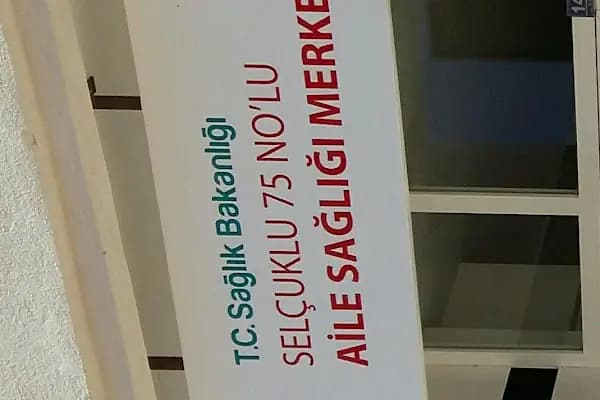 T.C. Sağlık Bakanlığı
SELÇUKLU 75 NO'LU
AİLE SAĞLIĞI MERKE